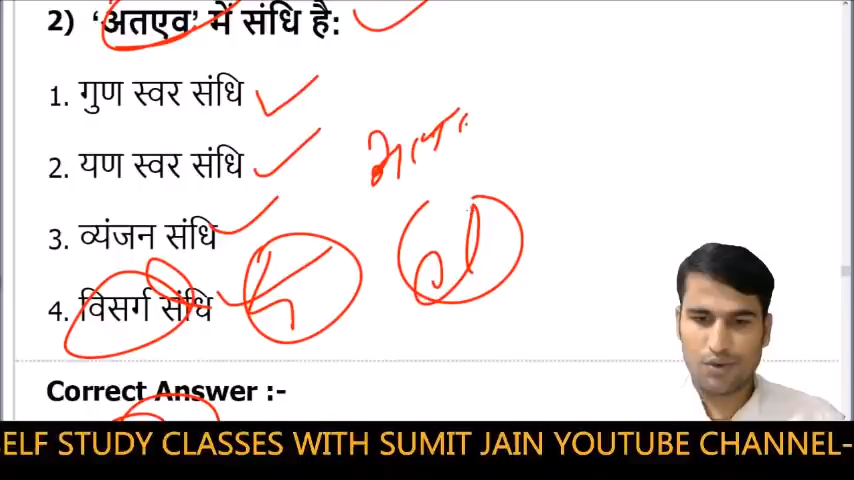 2) ‘अतएव’ में संधि है:
1. गुण स्वर संधि
2. यण स्वर संधि
3. व्यंजन संधि
4. विसर्ग संधि
Correct Answer :-
ELF STUDY CLASSES WITH SUMIT JAIN YOUTUBE CHANNEL-